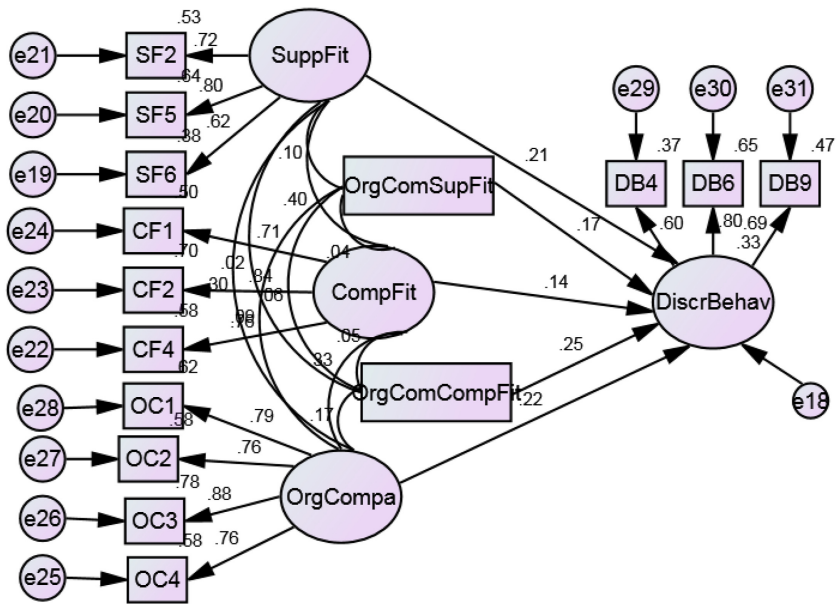 .53
e21
SF2
.72
SuppFit
.64
.80
e20
SF5
.38
.62
e19
SF6
.50
.10
.21
e29
e30
e31
.37
.65
.47
DB4
DB6
DB9
OrgComSupFit
.40
.17
.60
.80
.69
.33
e24
CF1
.71
.70
.04
.02
.84
e23
CF2
.30
.06
CompFit
.14
DiscrBehav
.58
.76
.05
e22
CF4
.62
.33
.25
OrgComCompFit
.22
e18
e28
OC1
.58
.79
.17
e27
OC2
.76
.78
.88
OrgCompa
e26
OC3
.58
.76
e25
OC4